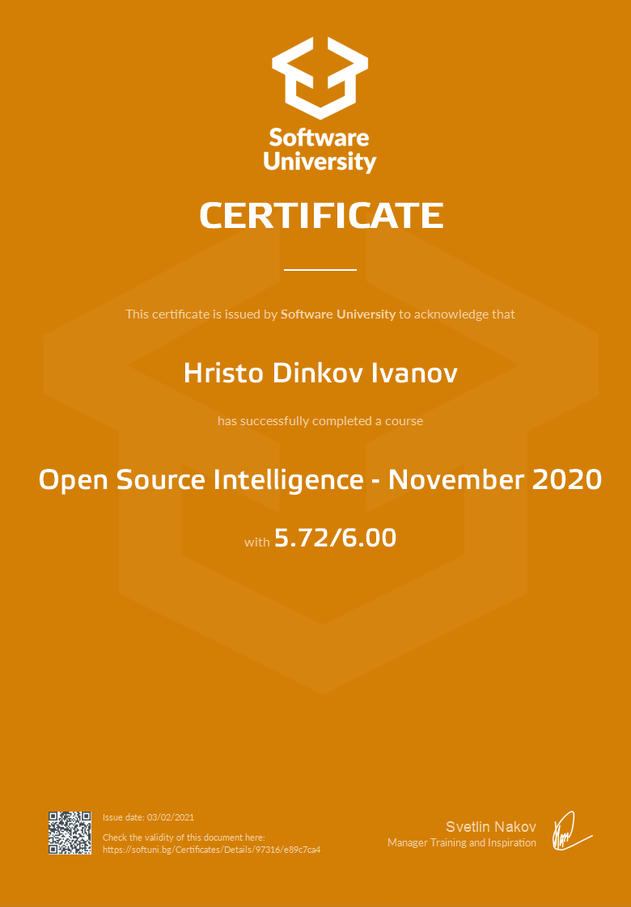 Software
University
CERTIFICATE
This certificate is issued by Software University to acknowledge that
Hristo Dinkov Ivanov
has successfully completed a course
Open Source Intelligence - November 2020
with 5.72/6.00
Issue date: 03/02/2021
Check the validity of this document here:
https://softuni.bg/Certificates/Details/97316/e89c7ca4
Svetlin Nakov
Manager Training and Inspiration